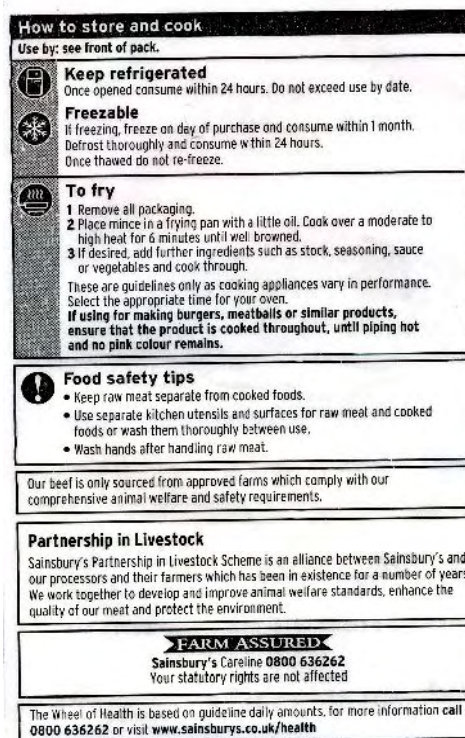 How to store and cook
Use by: see front of pack.
Keep refrigerated
Once opened consume within 24 hours. Do not exceed use by date.
Freezable
If freezing, freeze on day of purchase and consume within 1 month.
Defrost thoroughly and consume within 24 hours.
Once thawed do not re-freeze.
To fry
1 Remove all packaging.
2 Place mince in a frying pan with a little oil. Cook over a moderate to
high heat for 6 minutes until well browned.
3 If desired, add further ingredients such as stock, seasoning, sauce
or vegetables and cook through.
These are guidelines only as cooking appliances vary in performance.
Select the appropriate time for your oven.
If using for making burgers, meatballs or similar products,
ensure that the product is cooked throughout, until piping hot
and no pink colour remains.
Food safety tips
• Keep raw meat separate from cooked foods.
• Use separate kitchen utensils and surfaces for raw meat and cooked
foods or wash them thoroughly between use.
• Wash hands after handling raw meat.
Our beef is only sourced from approved farms which comply with our
comprehensive animal welfare and safety requirements.
Partnership in Livestock
Sainsbury's Partnership in Livestock Scheme is an alliance between Sainsbury's and
our processors and their farmers which has been in existence for a number of years
We work together to develop and improve animal welfare standards, enhance the
quality of our meat and protect the environment.
FARM ASSURED
Sainsbury's Careline 0800 636262
Your statutory rights are not affected
The Wheel of Health is based on guideline daily amounts, for more information call
0800 636262 or visit www.sainsburys.co.uk/health